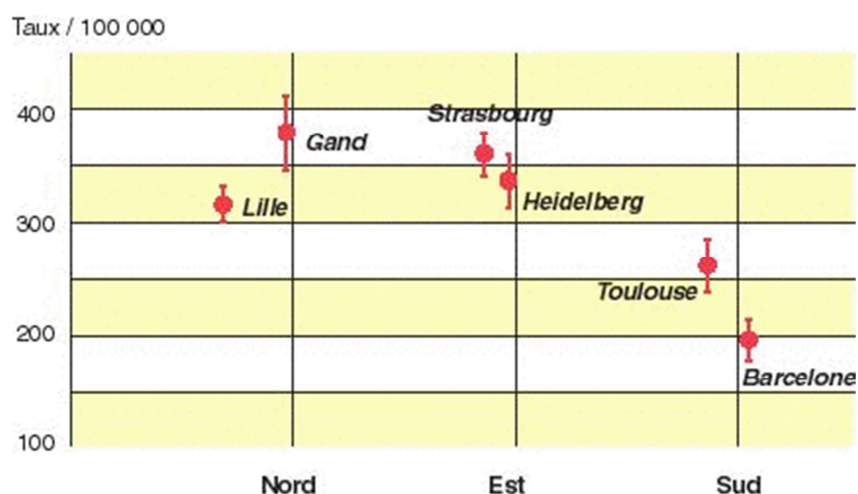 Taux / 100 000
400
Strasbourg
Gand
Heidelberg
Lille
300
Toulouse
200
Barcelone
100
Nord Est Sud